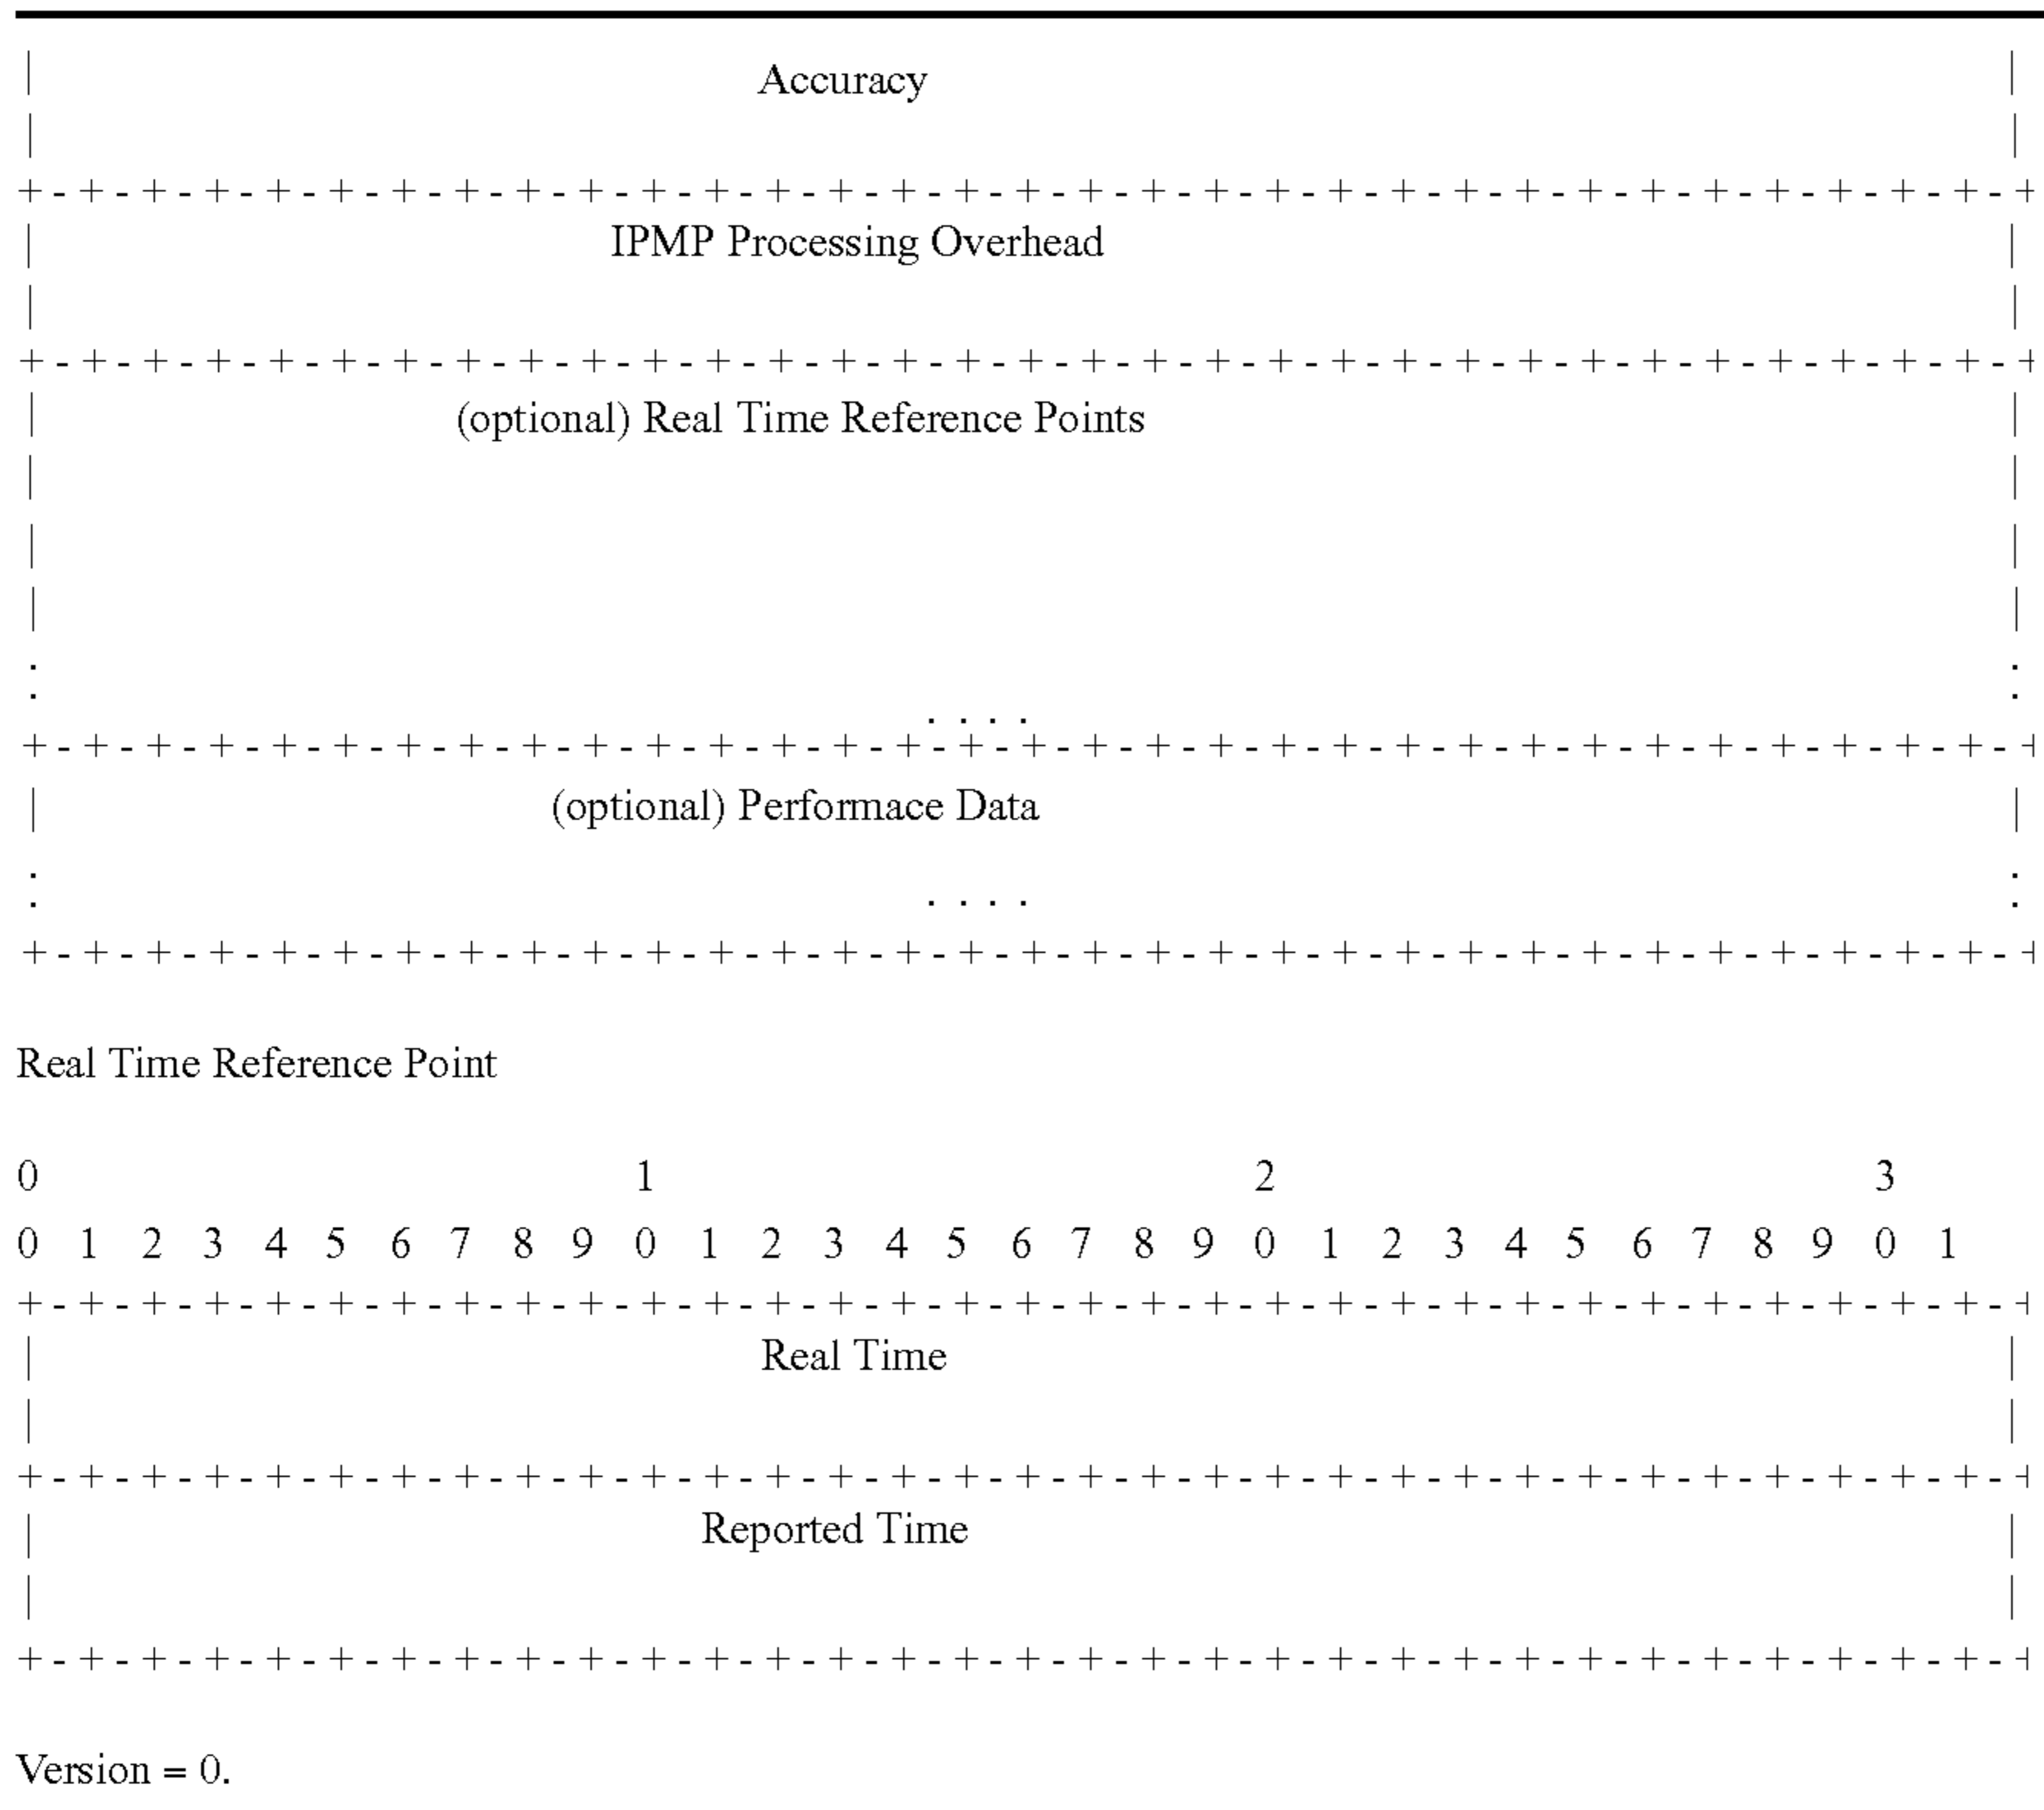 | Accuracy |
| |
+-+-+-+-+-+-+-+-+-+-+-+-+-+-+-+-+-+-+-+-+-+-+-+-+-+-+-+-+-+-+-+-+
| IPMP Processing Overhead |
| |
+-+-+-+-+-+-+-+-+-+-+-+-+-+-+-+-+-+-+-+-+-+-+-+-+-+-+-+-+-+-+-+-+
| (optional) Real Time Reference Points |
| |
| |
| |
: :
. . . .
+-+-+-+-+-+-+-+-+-+-+-+-+-+-+-+-+-+-+-+-+-+-+-+-+-+-+-+-+-+-+-+-+
| (optional) Performace Data |
: . . . . :
+-+-+-+-+-+-+-+-+-+-+-+-+-+-+-+-+-+-+-+-+-+-+-+-+-+-+-+-+-+-+-+-+
Real Time Reference Point
0 1 2 3
0 1 2 3 4 5 6 7 8 9 0 1 2 3 4 5 6 7 8 9 0 1 2 3 4 5 6 7 8 9 0 1
+-+-+-+-+-+-+-+-+-+-+-+-+-+-+-+-+-+-+-+-+-+-+-+-+-+-+-+-+-+-+-+-+
| Real Time |
| |
+-+-+-+-+-+-+-+-+-+-+-+-+-+-+-+-+-+-+-+-+-+-+-+-+-+-+-+-+-+-+-+-+
| Reported Time |
| |
+-+-+-+-+-+-+-+-+-+-+-+-+-+-+-+-+-+-+-+-+-+-+-+-+-+-+-+-+-+-+-+-+
Version = 0.